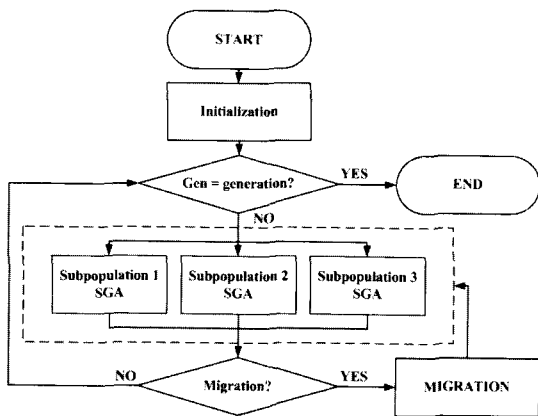 START
Initialization
Gen = generation?
YES
END
NO
Subpopulation 1
SGA
Subpopulation 2
SGA
Subpopulation 3
SGA
NO
Migration?
YES
MIGRATION